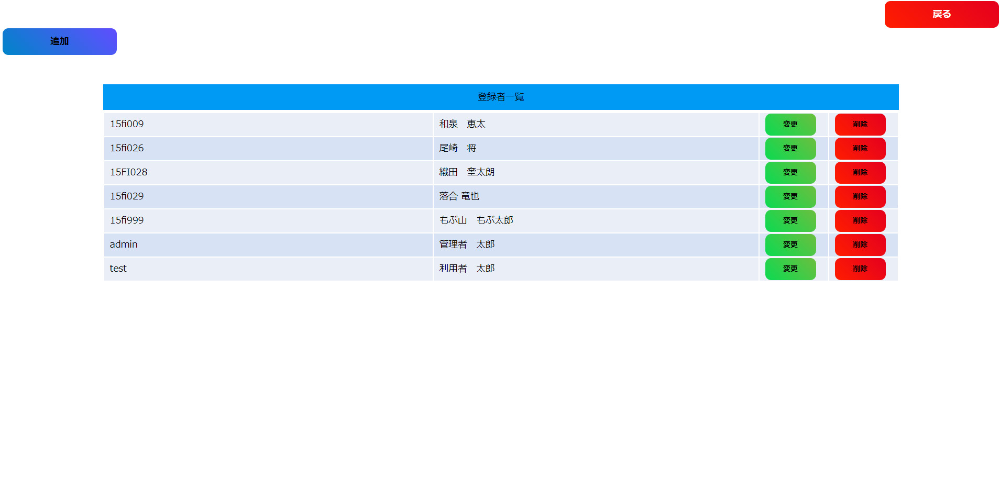 戻る
追加
登録者一覧
15fi009 和泉　恵太 変更 削除
15fi026 尾崎　将 変更 削除
15FI028 織田　奎太朗 変更 削除
15fi029 落合 竜也 変更 削除
15fi999 もぶ山　もぶ太郎 変更 削除
admin 管理者　太郎 変更 削除
test 利用者　太郎 変更 削除